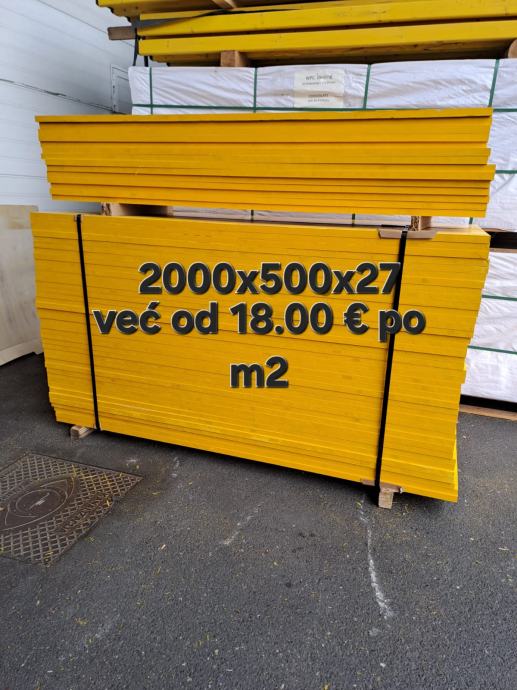 2000x500x27
već od 18.00 € po
m2